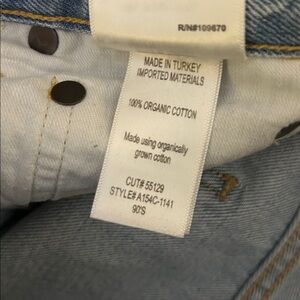 R/N#109670
MADE IN TURKEY
IMPORTED MATERIALS
100% ORGANIC COTTON
Made using organically
grown cotton
CUT# 55129
STYLE# A154C-1141
90'S